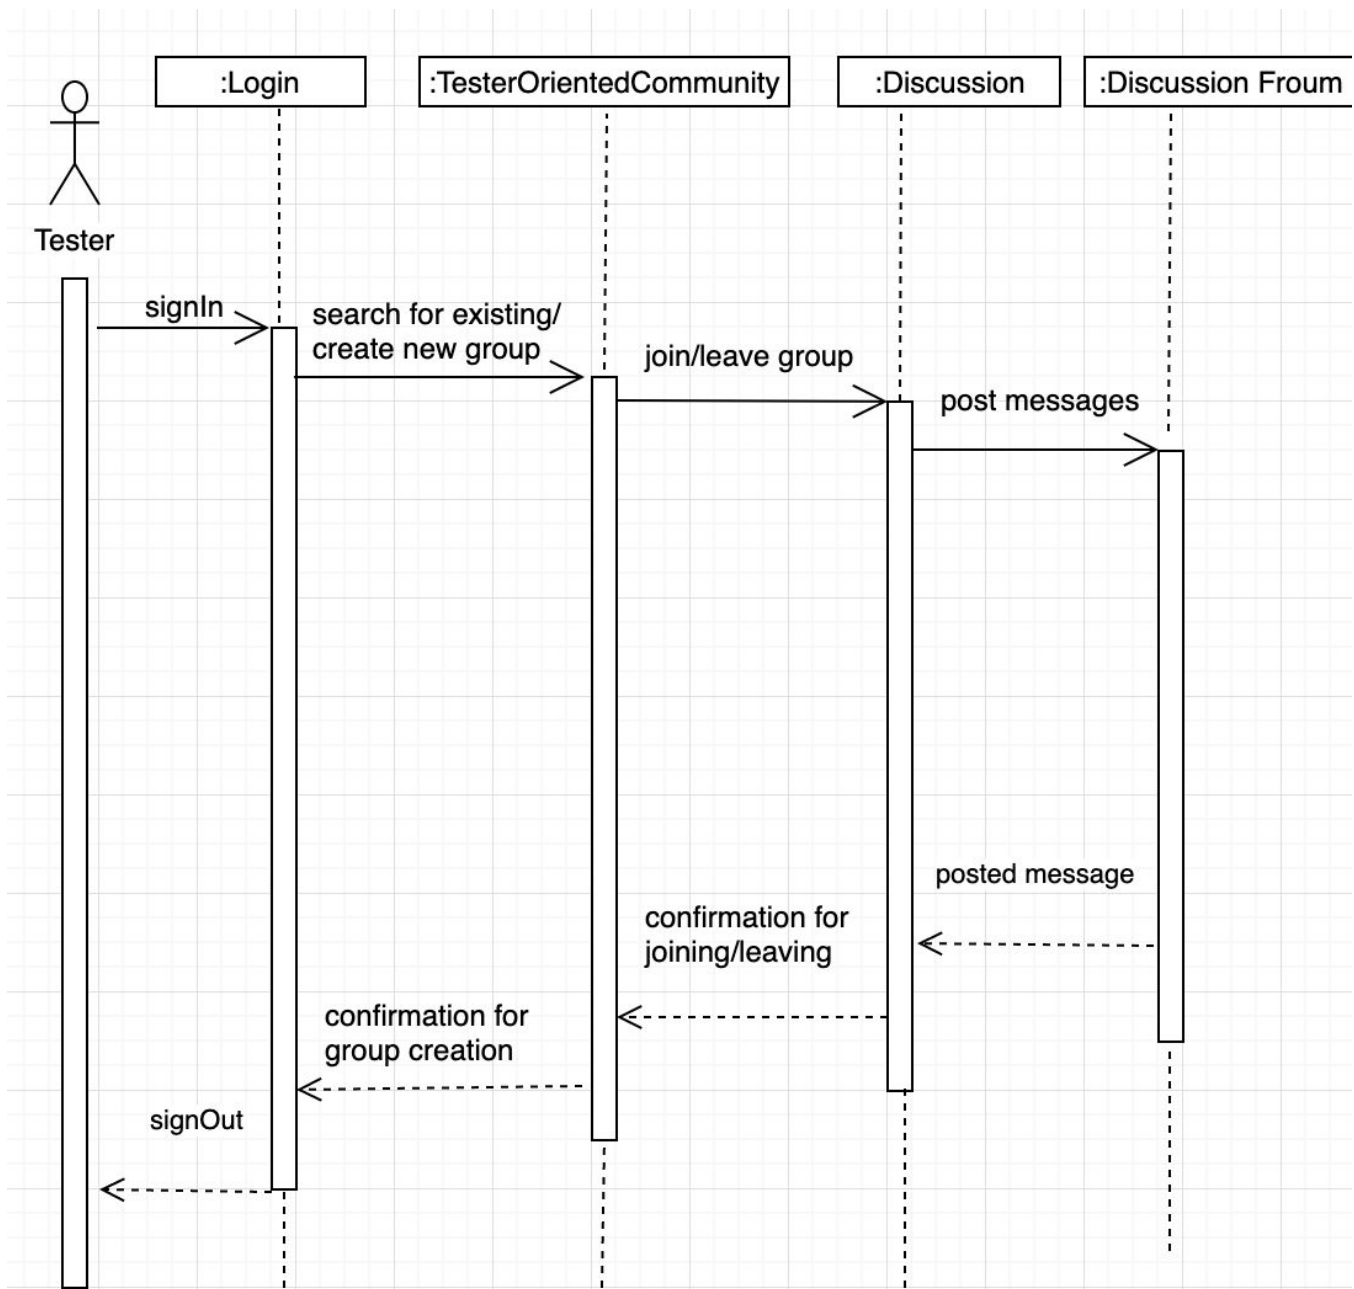 :Login
:TesterOrientedCommunity
:Discussion
:Discussion Froum
Tester
signIn
search for existing/
create new group
join/leave group
post messages
posted message
confirmation for
joining/leaving
confirmation for
group creation
signOut